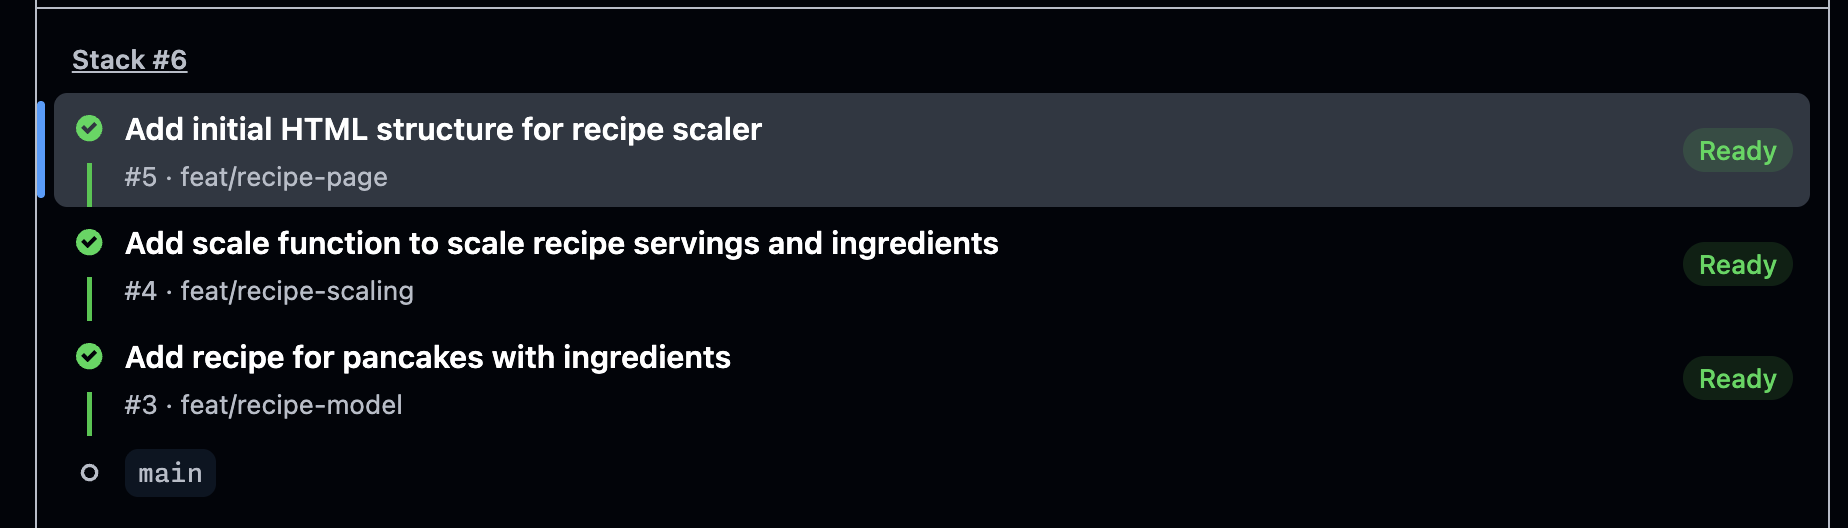 Stack #6
Add initial HTML structure for recipe scaler
Ready
#5 · feat/recipe-page
Add scale function to scale recipe servings and ingredients
Ready
#4 · feat/recipe-scaling
Add recipe for pancakes with ingredients
Ready
#3 · feat/recipe-model
main